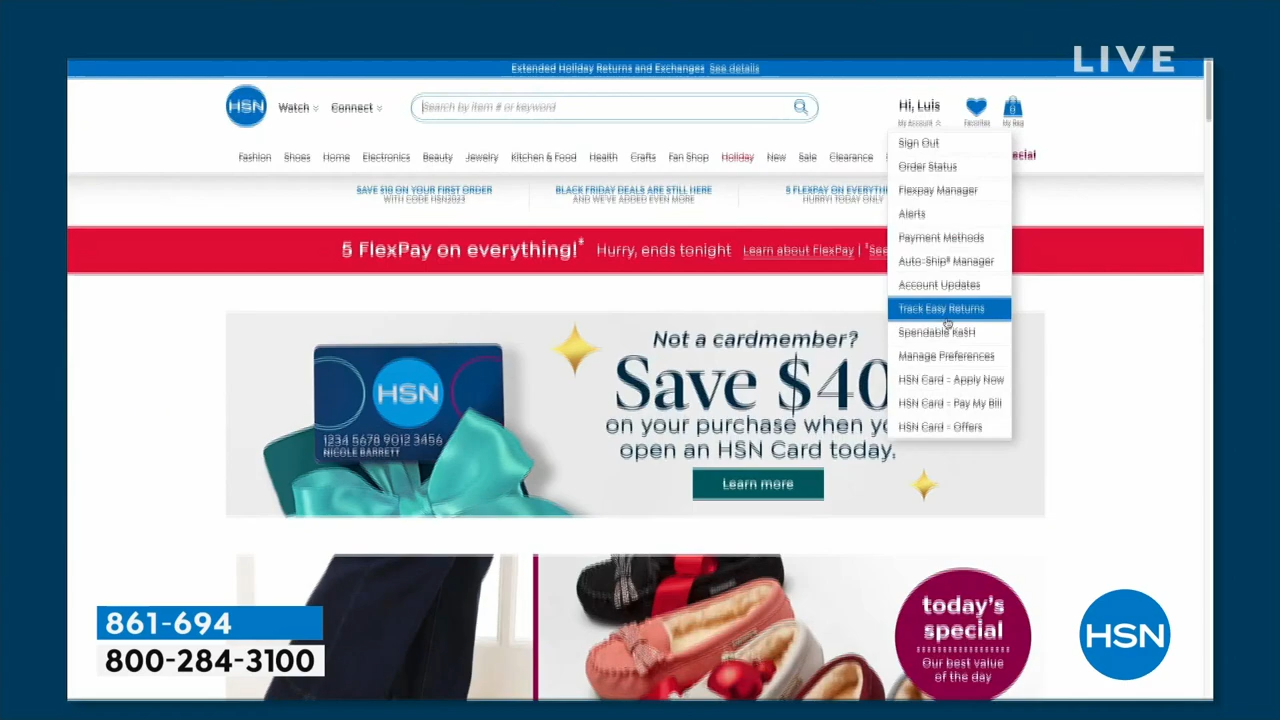 LIVE
Extended Holiday Returns and Exchanges See details
HSN
Watch
Connect
Search by item # or keyword
Hi, Luis
My Account
Favorites
My Bag
Fashion Shoes Home Electronics Beauty Jewelry Kitchen & Food Health Crafts Fan Shop Holiday New Sale Clearance
SAVE $10 ON YOUR FIRST ORDER
WITH CODE HSN2023
BLACK FRIDAY DEALS ARE STILL HERE
AND WE'VE ADDED EVEN MORE
5 FLEXPAY ON
HURRY! TODAY ONLY
5 FlexPay on everything!* Hurry, ends tonight Learn about FlexPay |
Sign Out
Order Status
Flexpay Manager
Alerts
Payment Methods
Auto-Ship® Manager
Account Updates
Track Easy Returns
Spendable Ka$H
Manage Preferences
HSN Card - Apply Now
HSN Card - Pay My Bill
HSN Card - Offers
Not a cardmember?
Save $40
on your purchase when
open an HSN Card today.
Learn more
HSN
1234 5678 9012 3456
NICOLE BARRETT
today's
special
Our best value
of the day
861-694
800-284-3100
HSN